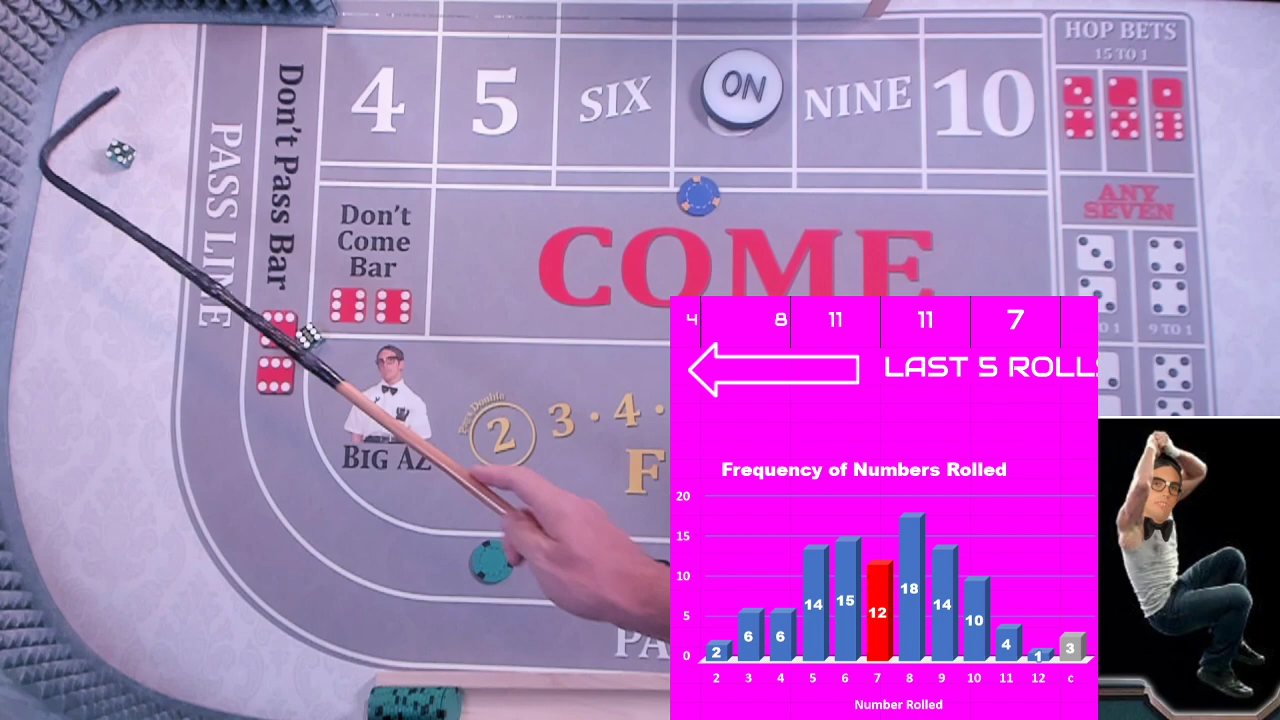 4 5 SIX ON NINE 10
HOP BETS
15 TO 1
PASS LINE
Don't Pass Bar
Don't
Come
Bar
COME
ANY
SEVEN
9 TO 1
BIG AZ
2 3 · 4 ·
F
PA
4 8 11 11 7
LAST 5 ROLLS
Frequency of Numbers Rolled
20
15
10
5
0
2 6 6 14 15 12 18 14 10 4 1 3
2 3 4 5 6 7 8 9 10 11 12 c
Number Rolled